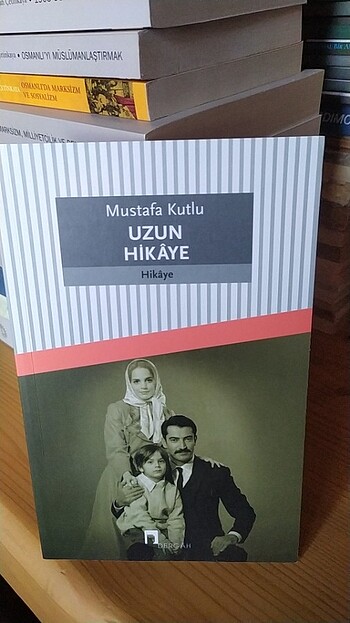 OSMANLI'YI MÜSLÜMANLAŞTIRMAK
OSMANLI'DA MARKSİZM
VE SOSYALİZM
MARKSİZM, MİLLİYETÇİLİK VE
Mustafa Kutlu
UZUN
HİKÂYE
Hikâye
DERGÂH